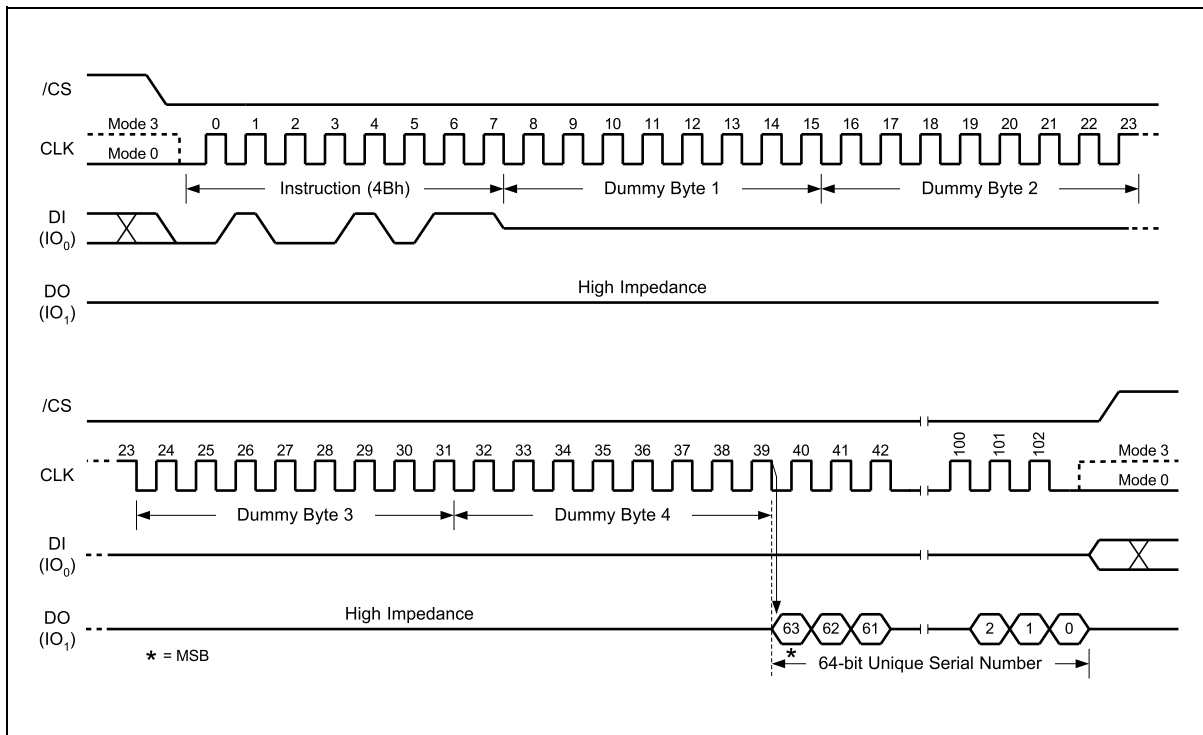 /CS
Mode 3
0 1 2 3 4 5 6 7 8 9 10 11 12 13 14 15 16 17 18 19 20 21 22 23
CLK
Mode 0
Instruction (4Bh) Dummy Byte 1 Dummy Byte 2
DI
(IO0)
High Impedance
DO
(IO1)
/CS
23 24 25 26 27 28 29 30 31 32 33 34 35 36 37 38 39 40 41 42 100 101 102
Mode 3
CLK
Mode 0
Dummy Byte 3 Dummy Byte 4
DI
(IO0)
High Impedance
DO
(IO1)
63 62 61 2 1 0
* = MSB
*
64-bit Unique Serial Number